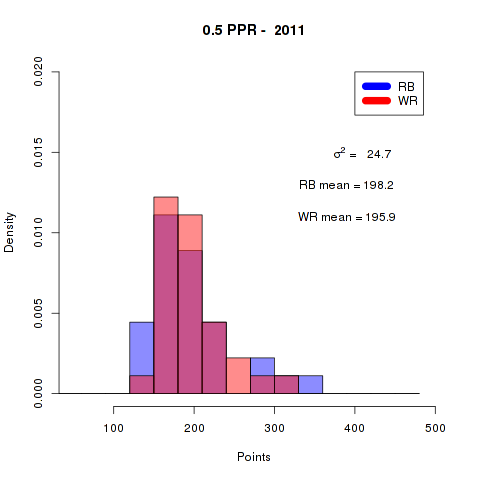 0.5 PPR - 2011
RB
WR
σ² = 24.7
RB mean = 198.2
WR mean = 195.9
Density
0.020
0.015
0.010
0.005
0.000
100 200 300 400 500
Points